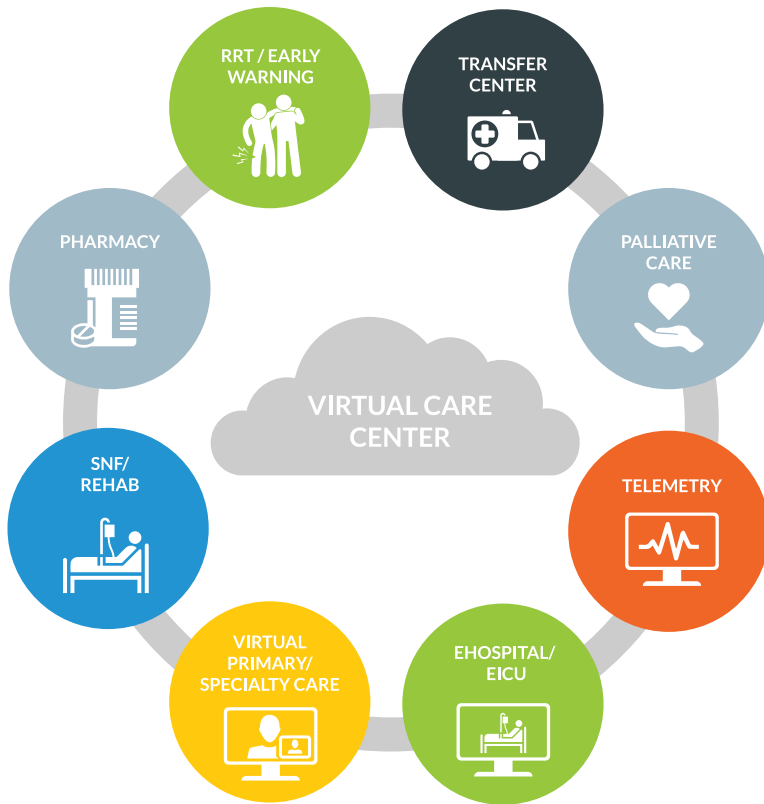 RRT / EARLY
WARNING
TRANSFER
CENTER
PHARMACY
PALLIATIVE
CARE
VIRTUAL CARE
CENTER
SNF/
REHAB
TELEMETRY
VIRTUAL
PRIMARY/
SPECIALTY CARE
EHOSPITAL/
EICU